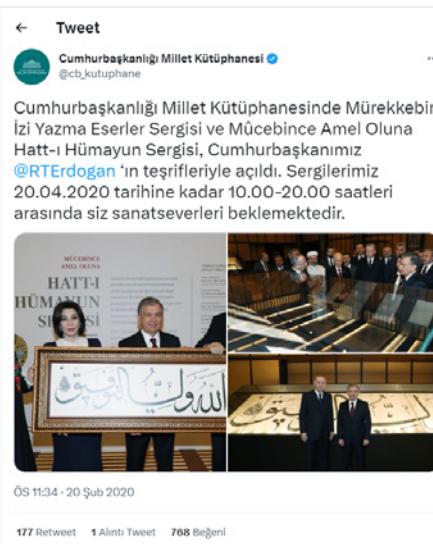 ← Tweet
Cumhurbaşkanlığı Millet Kütüphanesi
@cb_kutuphane
Cumhurbaşkanlığı Millet Kütüphanesinde Mürekkebin
İzi Yazma Eserler Sergisi ve Mûcebince Amel Oluna
Hatt-ı Hümayun Sergisi, Cumhurbaşkanımız
@RTErdogan ‘ın teşrifleriyle açıldı. Sergilerimiz
20.04.2020 tarihine kadar 10.00-20.00 saatleri
arasında siz sanatseverleri beklemektedir.
MÛCEBİNCE
AMEL OLUNA
HATT-I
HÜMAYUN
ÖS 11:34 · 20 Şub 2020
177 Retweet 1 Alıntı Tweet 768 Beğeni